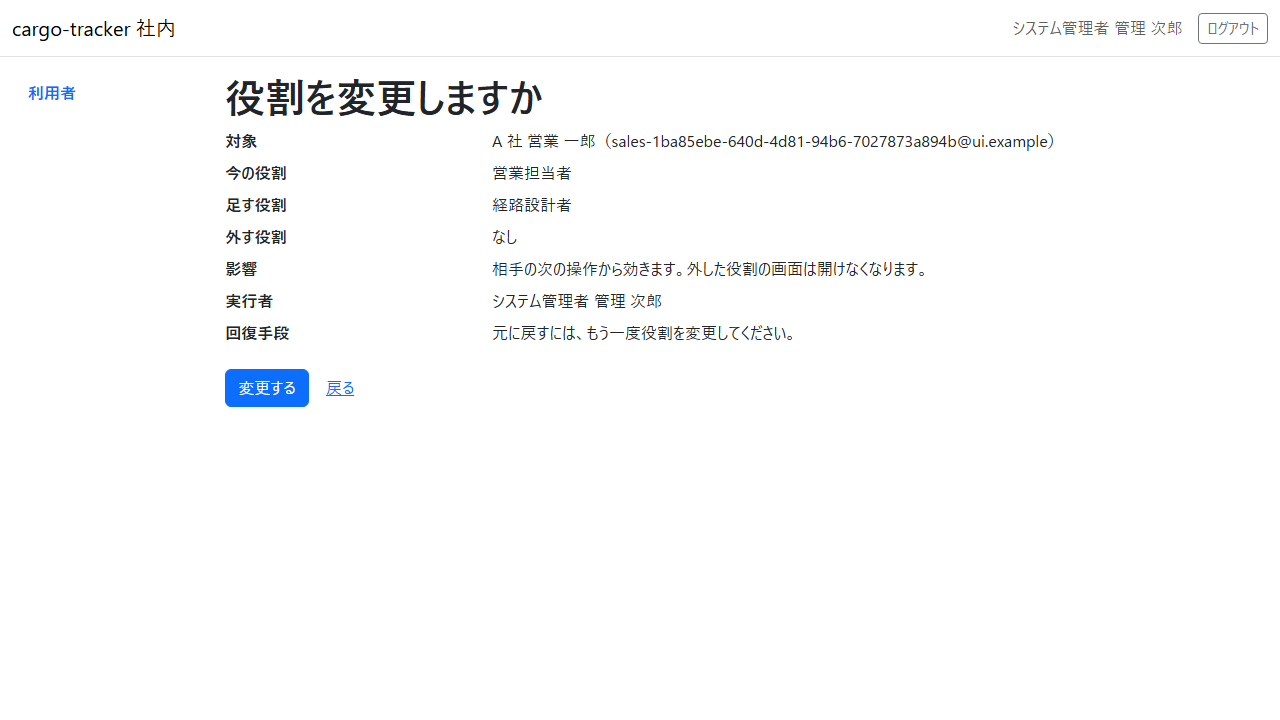 cargo-tracker 社内
システム管理者 管理 次郎
ログアウト
利用者
役割を変更しますか
対象 A 社 営業 一郎（sales-1ba85ebe-640d-4d81-94b6-7027873a894b@ui.example）
今の役割 営業担当者
足す役割 経路設計者
外す役割 なし
影響 相手の次の操作から効きます。外した役割の画面は開けなくなります。
実行者 システム管理者 管理 次郎
回復手段 元に戻すには、もう一度役割を変更してください。
変更する 戻る